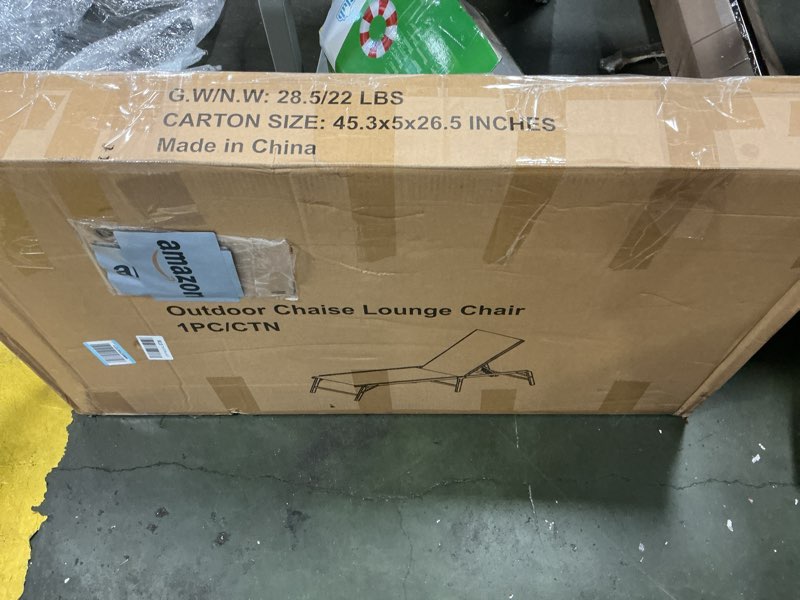 G.W/N.W: 28.5/22 LBS
CARTON SIZE: 45.3x5x26.5 INCHES
Made in China
amazon
Outdoor Chaise Lounge Chair
1PC/CTN